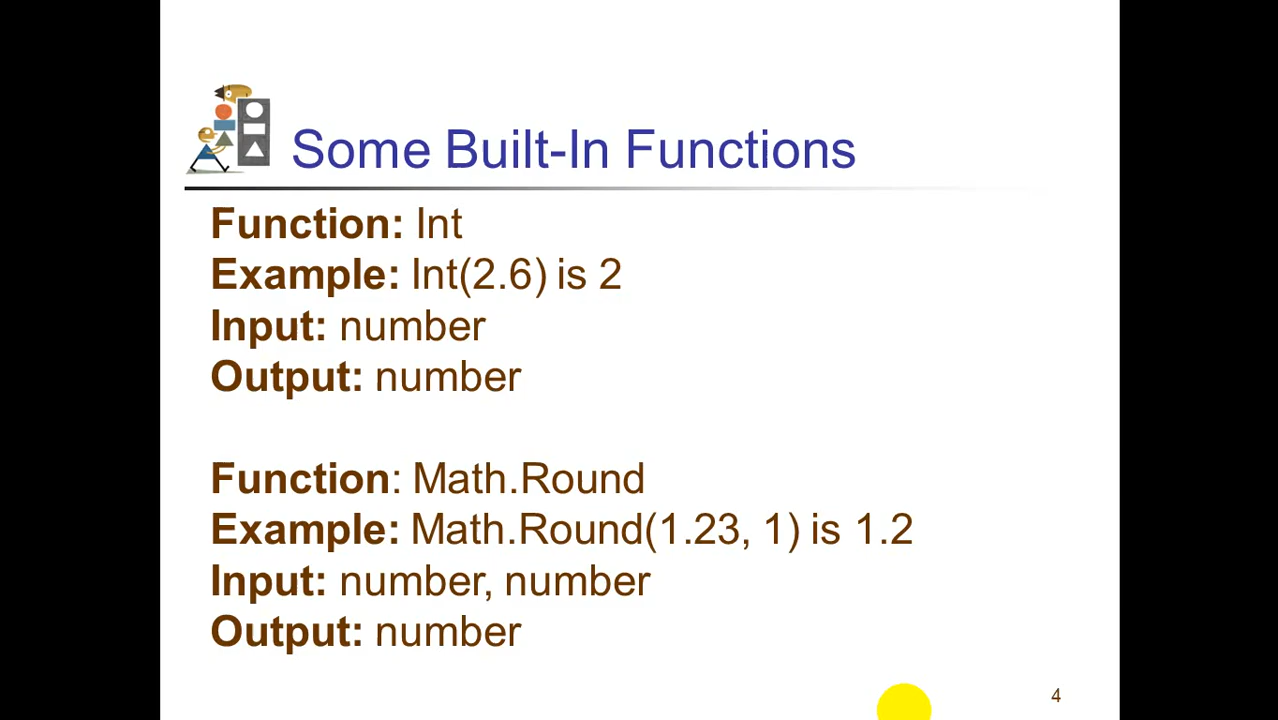 Some Built-In Functions
Function: Int
Example: Int(2.6) is 2
Input: number
Output: number
Function: Math.Round
Example: Math.Round(1.23, 1) is 1.2
Input: number, number
Output: number
4